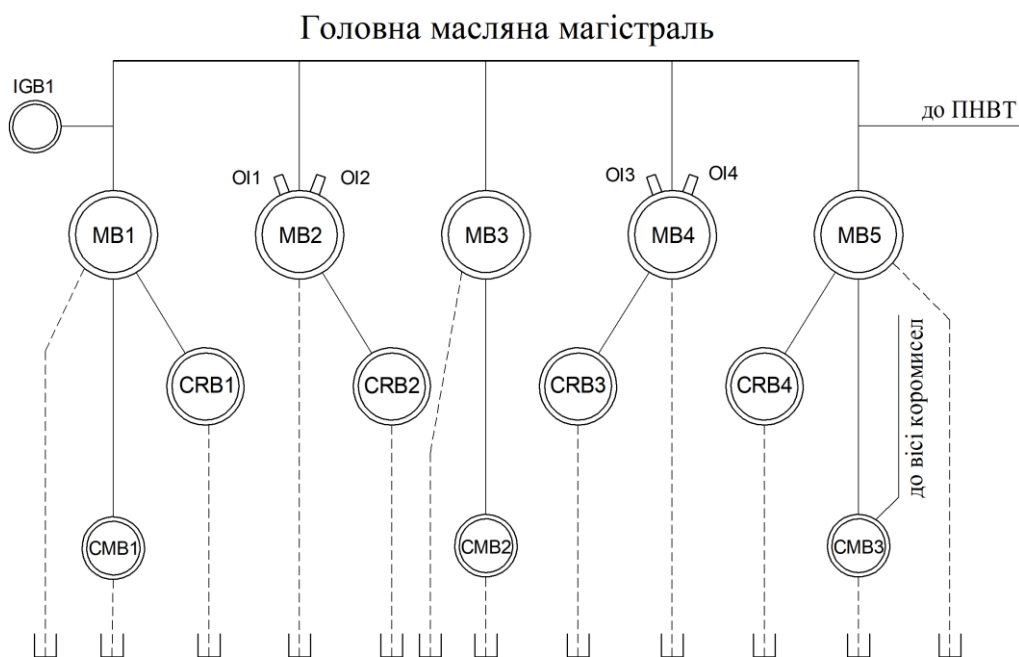 Головна масляна магістраль
IGB1
до ПНВТ
OI1
OI2
OI3
OI4
MB1
MB2
MB3
MB4
MB5
CRB1
CRB2
CRB3
CRB4
до вісі коромисел
CMB1
CMB2
CMB3